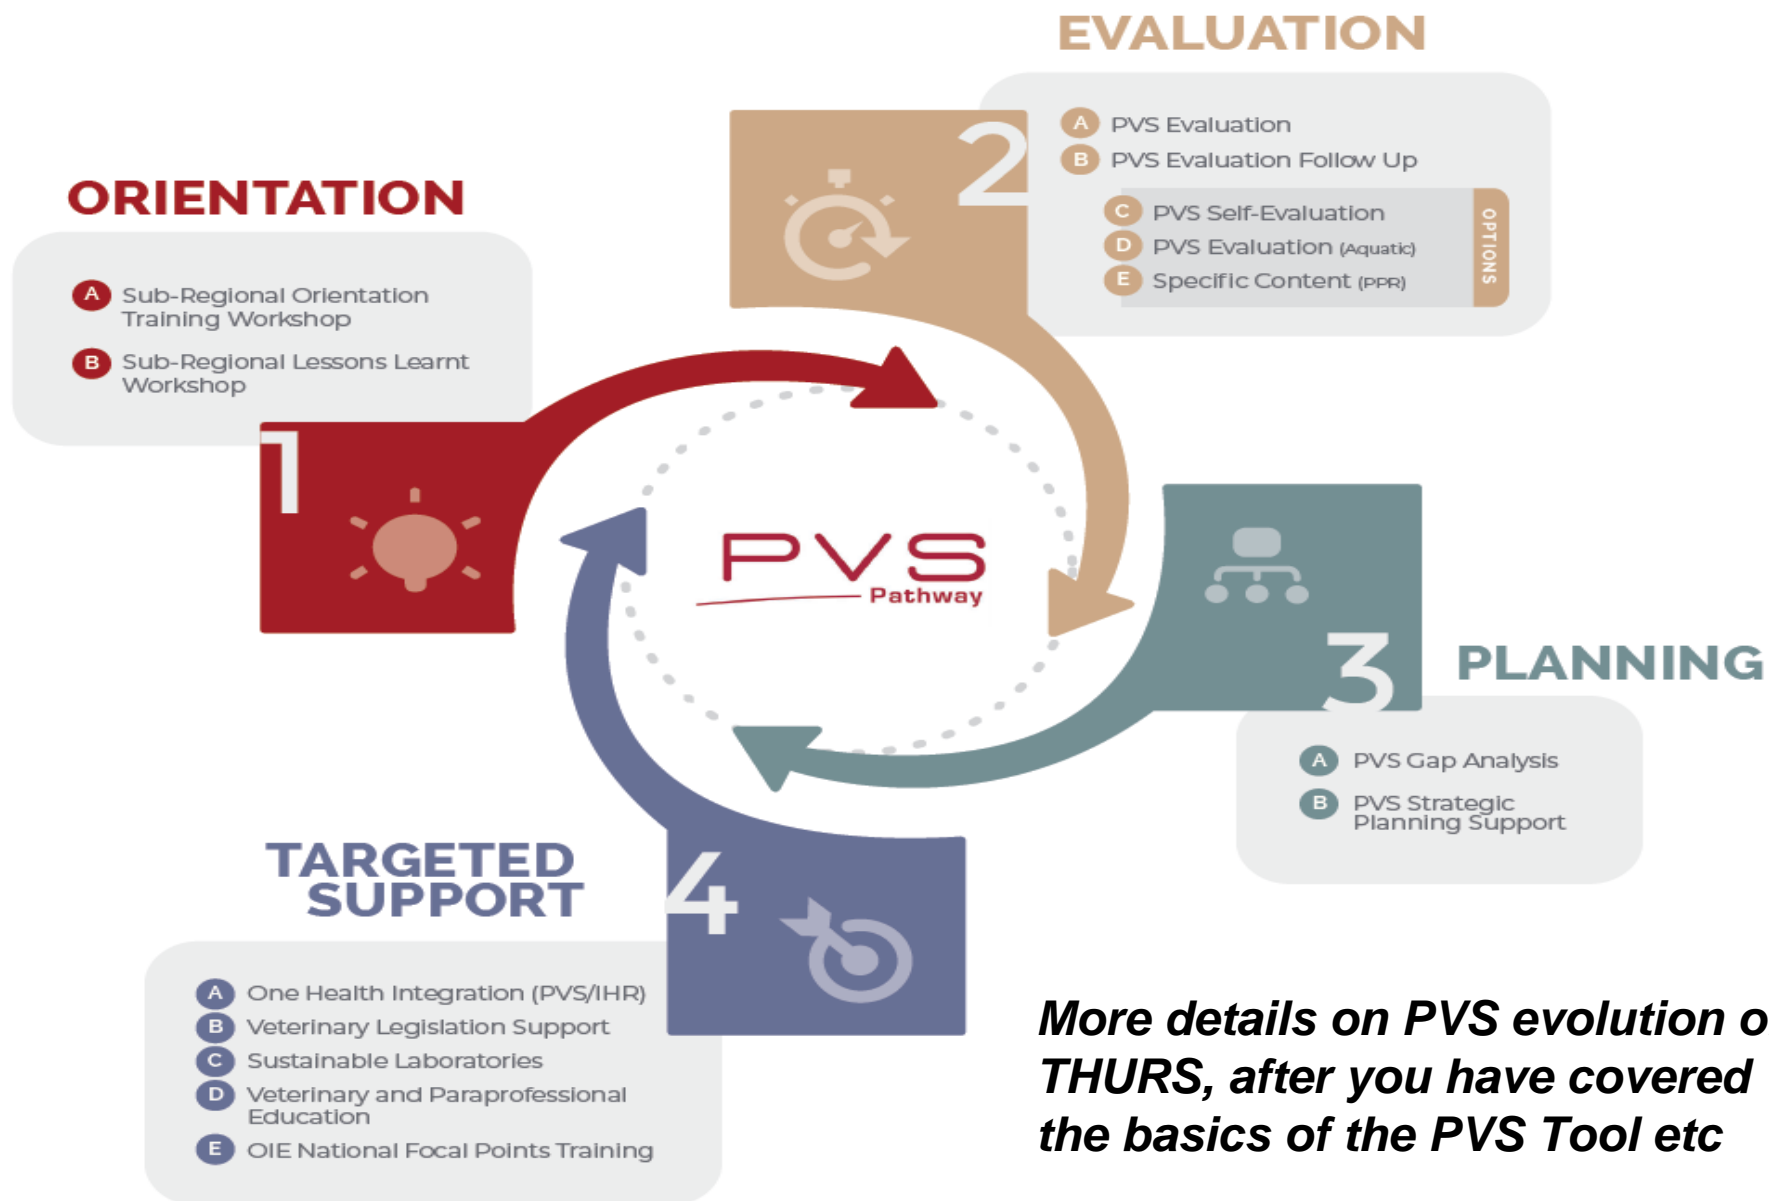 ORIENTATION
A Sub-Regional Orientation
Training Workshop
B Sub-Regional Lessons Learnt
Workshop
1
EVALUATION
A PVS Evaluation
B PVS Evaluation Follow Up
C PVS Self-Evaluation
D PVS Evaluation (Aquatic)
E Specific Content (PPR)
OPTIONS
2
PVS
Pathway
3
PLANNING
A PVS Gap Analysis
B PVS Strategic
Planning Support
TARGETED
SUPPORT
4
A One Health Integration (PVS/IHR)
B Veterinary Legislation Support
C Sustainable Laboratories
D Veterinary and Paraprofessional
Education
E OIE National Focal Points Training
More details on PVS evolution o
THURS, after you have covered
the basics of the PVS Tool etc